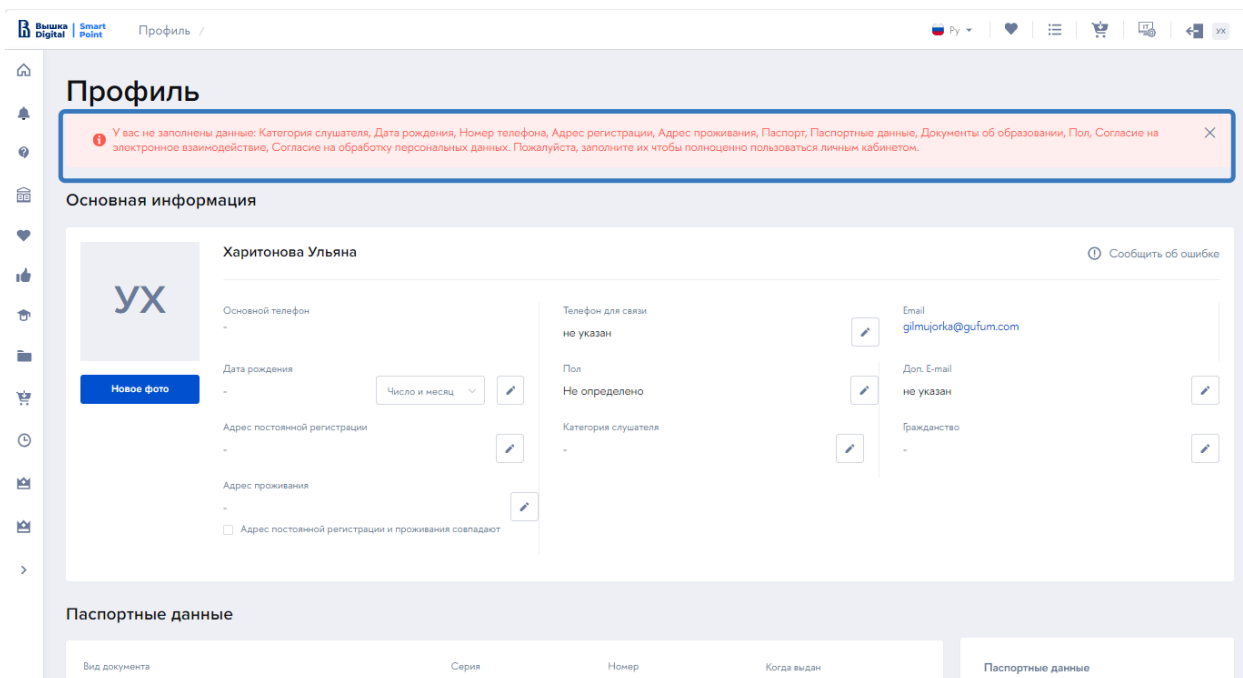 Вышка Digital | Smart Point
Профиль /
Ру
УХ
Профиль
У вас не заполнены данные: Категория слушателя, Дата рождения, Номер телефона, Адрес регистрации, Адрес проживания, Паспорт, Паспортные данные, Документы об образовании, Пол, Согласие на
электронное взаимодействие, Согласие на обработку персональных данных. Пожалуйста, заполните их чтобы полноценно пользоваться личным кабинетом.
Основная информация
УХ
Новое фото
Харитонова Ульяна
Сообщить об ошибке
Основной телефон
-
Телефон для связи
не указан
Email
gilmujorka@gufum.com
Дата рождения
-
Число и месяц
Пол
Не определено
Доп. E-mail
не указан
Адрес постоянной регистрации
-
Категория слушателя
-
Гражданство
-
Адрес проживания
-
Адрес постоянной регистрации и проживания совпадают
Паспортные данные
Вид документа
Серия
Номер
Когда выдан
Паспортные данные